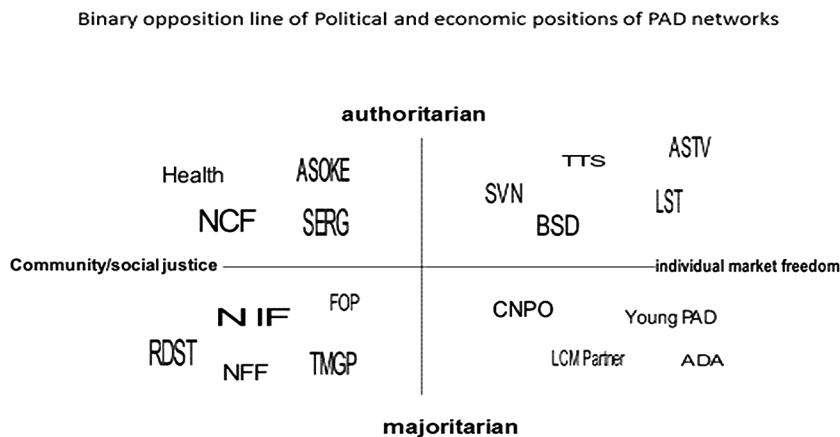 Binary opposition line of Political and economic positions of PAD networks
authoritarian
ASTV
TTS
Health
ASOKE
SVN
LST
NCF
SERG
BSD
Community/social justice
individual market freedom
FOP
CNPO
NIF
Young PAD
RDST
NFF
TMGP
LCM Partner
ADA
majoritarian